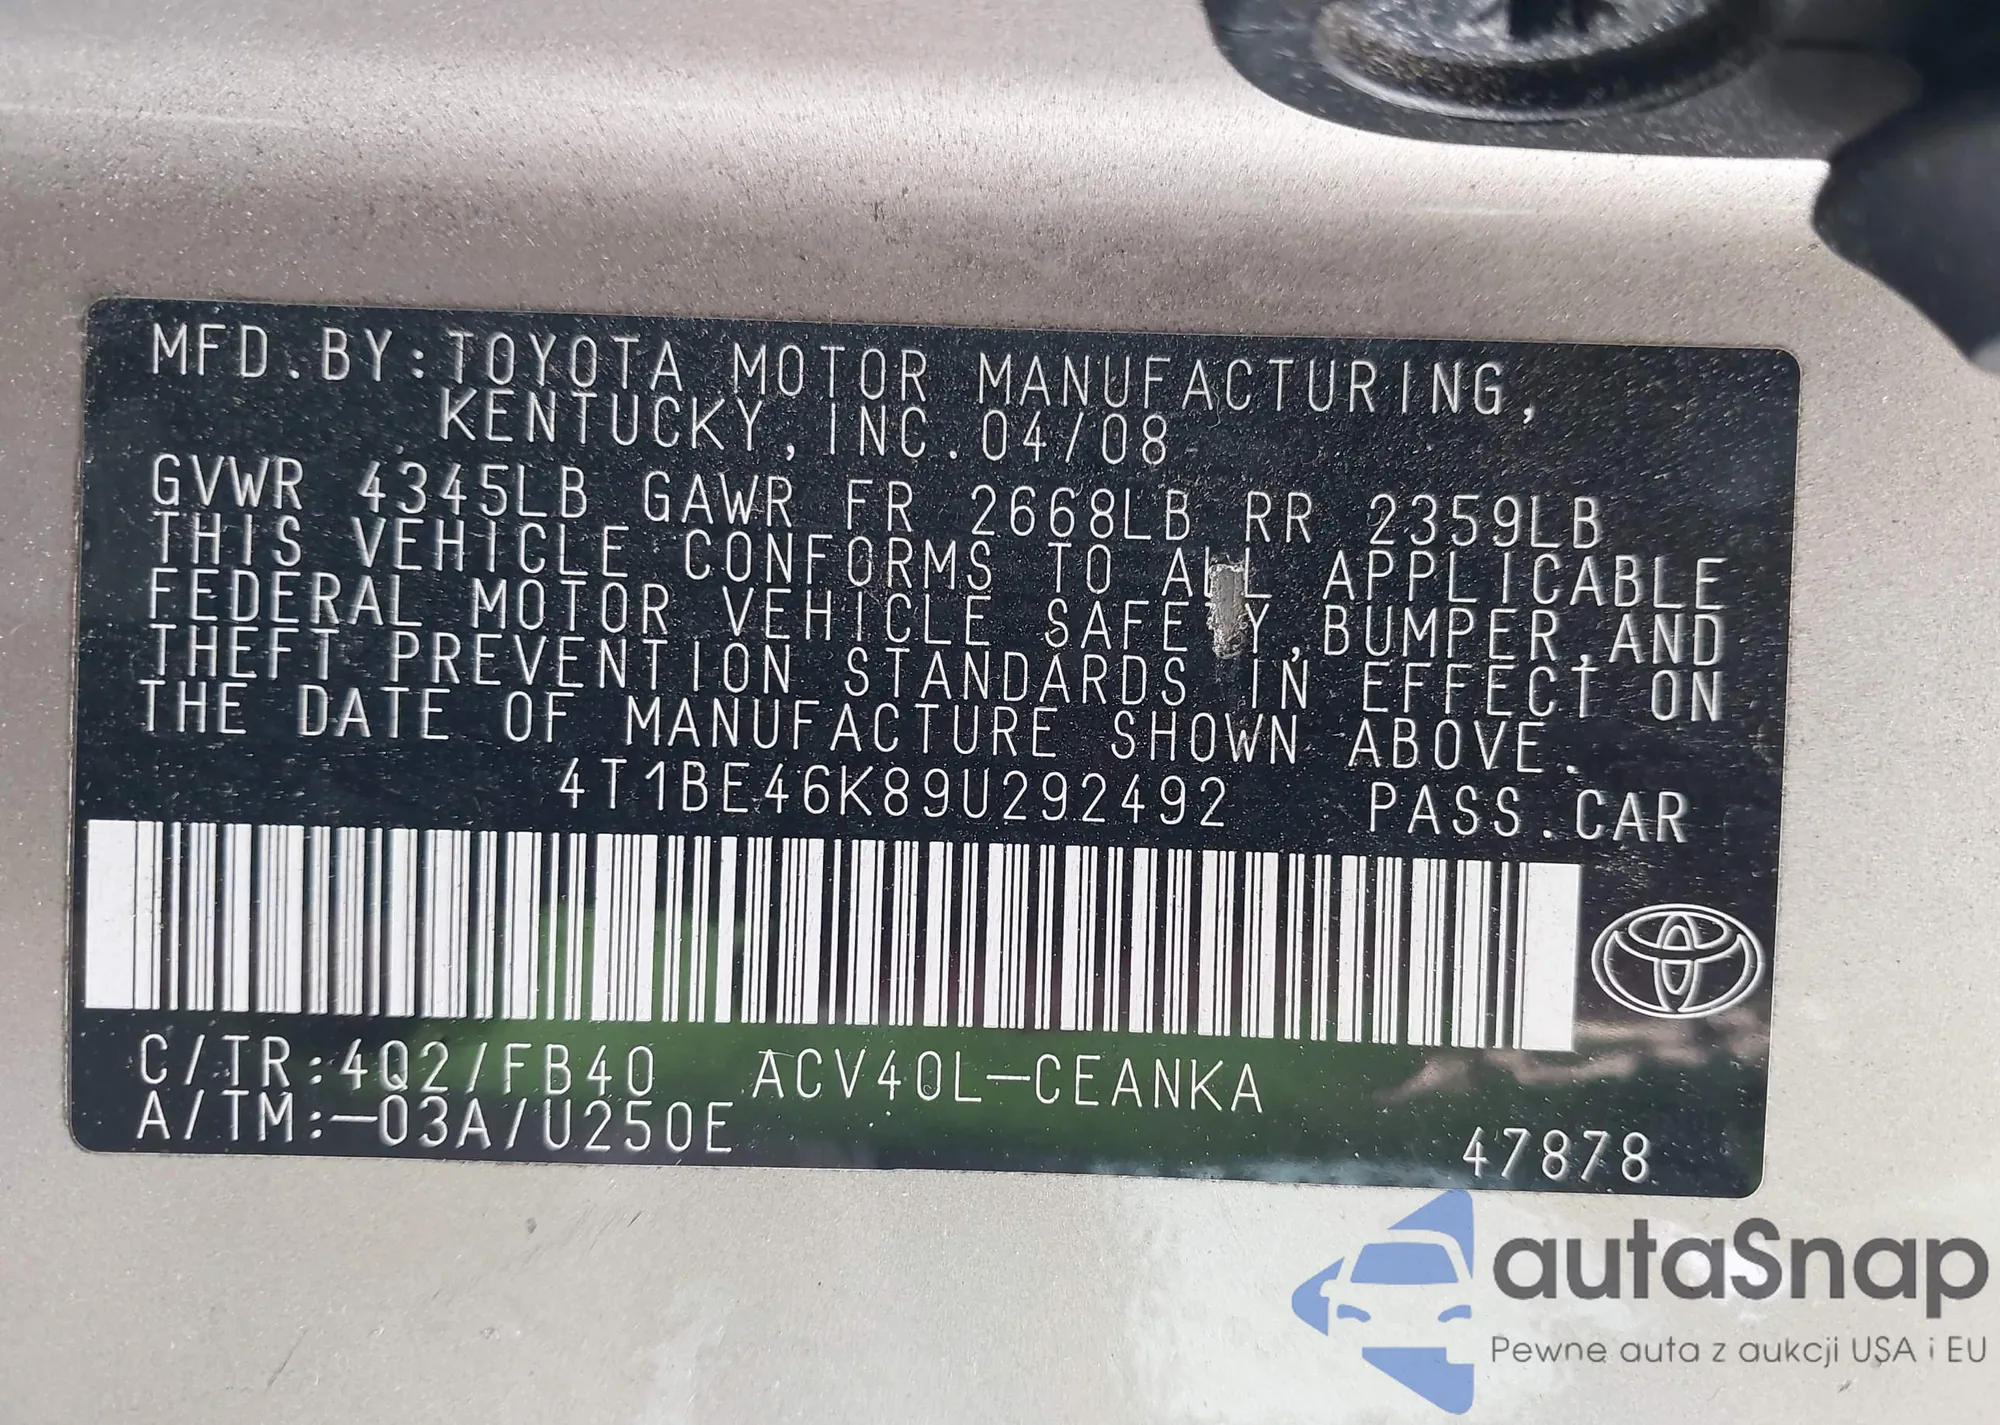 MFD.BY:TOYOTA MOTOR MANUFACTURING,
KENTUCKY, INC.04/08
GVWR 4345LB GAWR FR 2668LB RR 2359LB
THIS VEHICLE CONFORMS TO ALL APPLICABLE
FEDERAL MOTOR VEHICLE SAFETY,BUMPER,AND
THEFT PREVENTION STANDARDS IN EFFECT ON
THE DATE OF MANUFACTURE SHOWN ABOVE.
4T1BE46K89U292492 PASS.CAR
C/TR:4Q2/FB40 ACV40L-CEANKA
A/TM:-03A/U250E
47878
autaSnap
Pewne auta z aukcji USA i EU